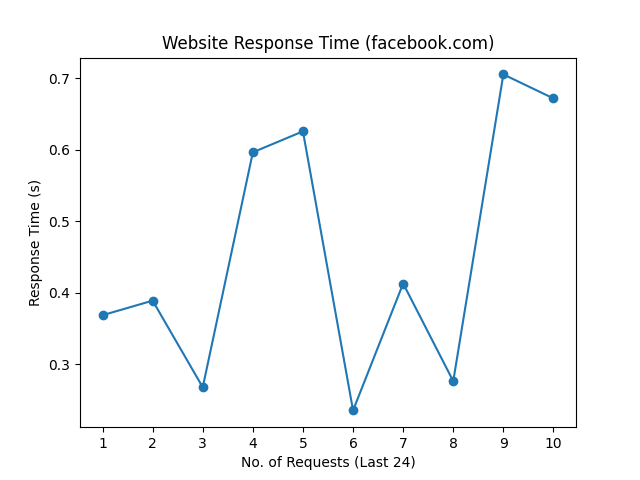 Website Response Time (facebook.com)
0.7
0.6
0.5
0.4
0.3
Response Time (s)
1 2 3 4 5 6 7 8 9 10
No. of Requests (Last 24)